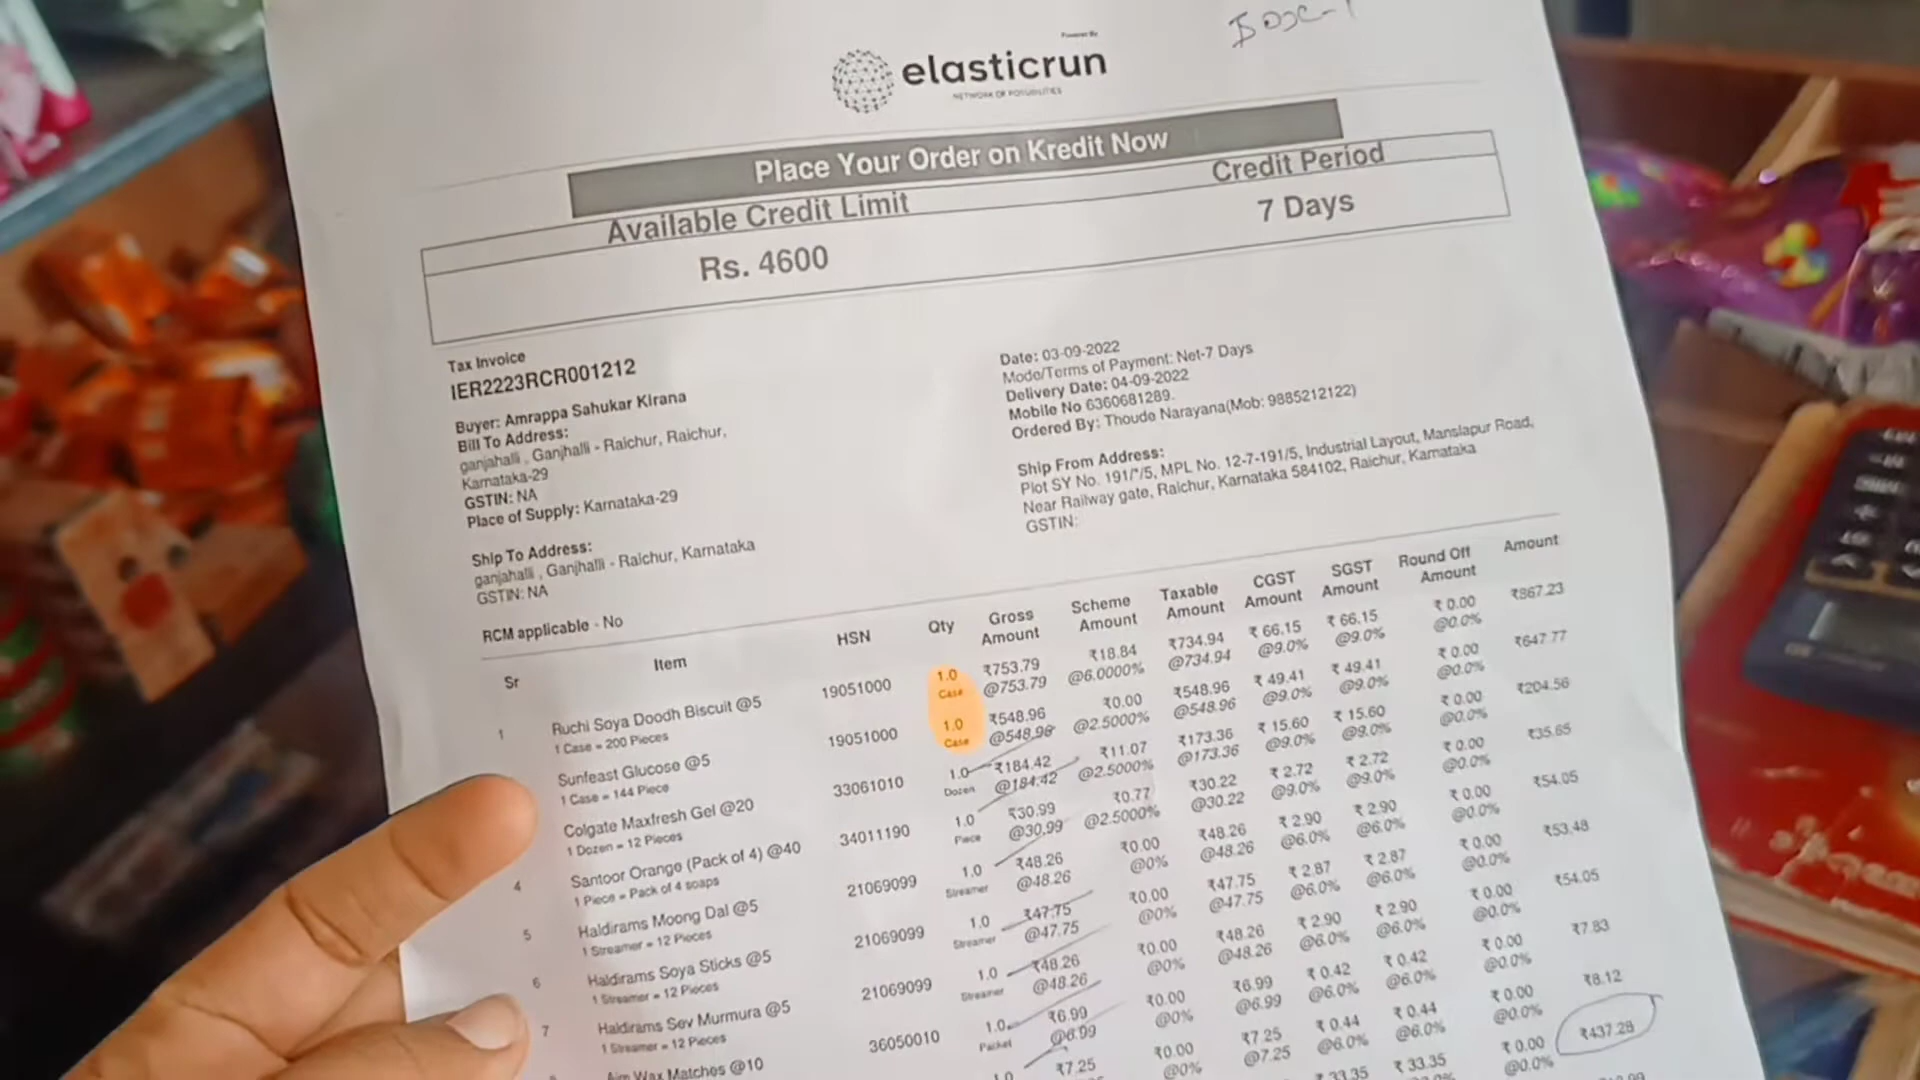 Powered By
elasticrun
NETWORK OF POSSIBILITIES
Place Your Order on Kredit Now
Available Credit Limit Credit Period
Rs. 4600 7 Days
Tax Invoice
IER2223RCR001212
Buyer: Amrappa Sahukar Kirana
Bill To Address:
ganjahalli , Ganjhalli - Raichur, Raichur,
Karnataka-29
GSTIN: NA
Place of Supply: Karnataka-29
Ship To Address:
ganjahalli , Ganjhalli - Raichur, Karnataka
GSTIN: NA
RCM applicable - No
Date: 03-09-2022
Mode/Terms of Payment: Net-7 Days
Delivery Date: 04-09-2022
Mobile No 6360681289.
Ordered By: Thoude Narayana(Mob: 9885212122)
Ship From Address:
Plot SY No. 191/*/5, MPL No. 12-7-191/5, Industrial Layout, Manslapur Road,
Near Railway gate, Raichur, Karnataka 584102, Raichur, Karnataka
GSTIN:
Sr Item HSN Qty Gross Amount Scheme Amount Taxable Amount CGST Amount SGST Amount Round Off Amount Amount
1 Ruchi Soya Doodh Biscuit @5 19051000 1.0 ₹753.79 ₹18.84 ₹734.94 ₹ 66.15 ₹ 66.15 ₹ 0.00 ₹867.23
1 Case = 200 Pieces Case @753.79 @6.0000% @734.94 @9.0% @9.0% @0.0%
Sunfeast Glucose @5 19051000 1.0 ₹548.96 ₹0.00 ₹548.96 ₹ 49.41 ₹ 49.41 ₹ 0.00 ₹647.77
1 Case = 144 Piece Case @548.96 @2.5000% @548.96 @9.0% @9.0% @0.0%
Colgate Maxfresh Gel @20 33061010 1.0 ₹184.42 ₹11.07 ₹173.36 ₹ 15.60 ₹ 15.60 ₹ 0.00 ₹204.56
1 Dozen = 12 Pieces Dozen @184.42 @2.5000% @173.36 @9.0% @9.0% @0.0%
4 Santoor Orange (Pack of 4) @40 34011190 1.0 ₹30.99 ₹0.77 ₹30.22 ₹ 2.72 ₹ 2.72 ₹ 0.00 ₹35.65
1 Piece = Pack of 4 soaps Piece @30.99 @2.5000% @30.22 @9.0% @9.0% @0.0%
5 Haldirams Moong Dal @5 21069099 1.0 ₹48.26 ₹0.00 ₹48.26 ₹ 2.90 ₹ 2.90 ₹ 0.00 ₹54.05
1 Streamer = 12 Pieces Streamer @48.26 @0% @48.26 @6.0% @6.0% @0.0%
6 Haldirams Soya Sticks @5 21069099 1.0 ₹47.75 ₹0.00 ₹47.75 ₹ 2.87 ₹ 2.87 ₹ 0.00 ₹53.48
1 Streamer = 12 Pieces Streamer @47.75 @0% @47.75 @6.0% @6.0% @0.0%
7 Haldirams Sev Murmura @5 21069099 1.0 ₹48.26 ₹0.00 ₹48.26 ₹ 2.90 ₹ 2.90 ₹ 0.00 ₹54.05
1 Streamer = 12 Pieces Streamer @48.26 @0% @48.26 @6.0% @6.0% @0.0%
Aim Wax Matches @10 36050010 1.0 ₹6.99 ₹0.00 ₹6.99 ₹ 0.42 ₹ 0.42 ₹ 0.00 ₹7.83
Packet @6.99 @0% @6.99 @6.0% @6.0% @0.0%
1.0 ₹7.25 ₹0.00 ₹7.25 ₹ 0.44 ₹ 0.44 ₹ 0.00 ₹8.12
@0% @7.25 @6.0% @6.0% @0.0%
₹ 33.35 ₹ 33.35 ₹ 0.00 ₹437.28
@0.0%